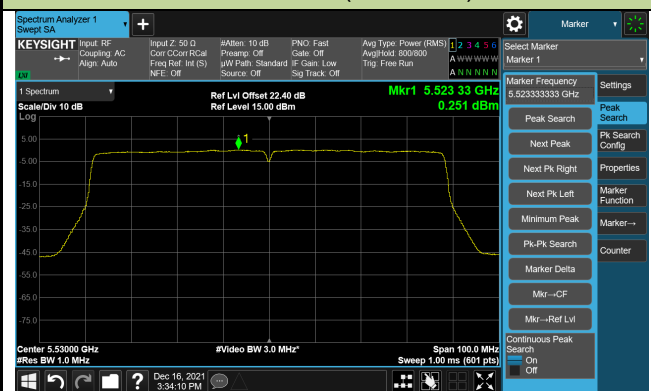 Spectrum Analyzer 1
Swept SA
Marker
KEYSIGHT
Input: RF
Coupling: AC
Align: Auto
Input Z: 50 Ω
Corr CCorr RCal
Freq Ref: Int (S)
NFE: Off
#Atten: 10 dB
Preamp: Off
µW Path: Standard
Source: Off
PNO: Fast
Gate: Off
IF Gain: Low
Sig Track: Off
Avg Type: Power (RMS)
Avg|Hold: 800/800
Trig: Free Run
1 2 3 4 5 6
A W W W W W
A N N N N N
Select Marker
Marker 1
LXI
1 Spectrum
Scale/Div 10 dB
Log
Ref Lvl Offset 22.40 dB
Ref Level 15.00 dBm
Mkr1 5.523 33 GHz
0.251 dBm
1
5.00
-5.00
-15.0
-25.0
-35.0
-45.0
-55.0
-65.0
-75.0
Center 5.53000 GHz
#Res BW 1.0 MHz
#Video BW 3.0 MHz*
Span 100.0 MHz
Sweep 1.00 ms (601 pts)
Marker Frequency
5.523333333 GHz
Peak Search
Next Peak
Next Pk Right
Next Pk Left
Minimum Peak
Pk-Pk Search
Marker Delta
Mkr→CF
Mkr→Ref Lvl
Continuous Peak
Search
On
Off
Settings
Peak
Search
Pk Search
Config
Properties
Marker
Function
Marker→
Counter
?
Dec 16, 2021
3:34:10 PM